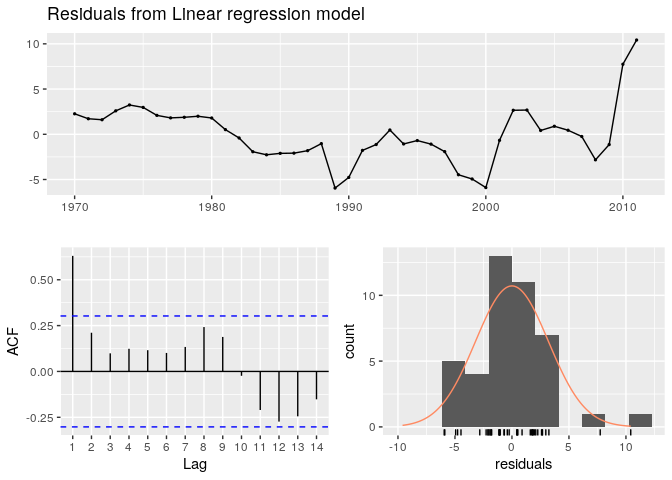 Residuals from Linear regression model
10
5
0
-5
1970 1980 1990 2000 2010
ACF
0.50
0.25
0.00
-0.25
1 2 3 4 5 6 7 8 9 10 11 12 13 14
Lag
count
10
5
0
-10 -5 0 5 10
residuals